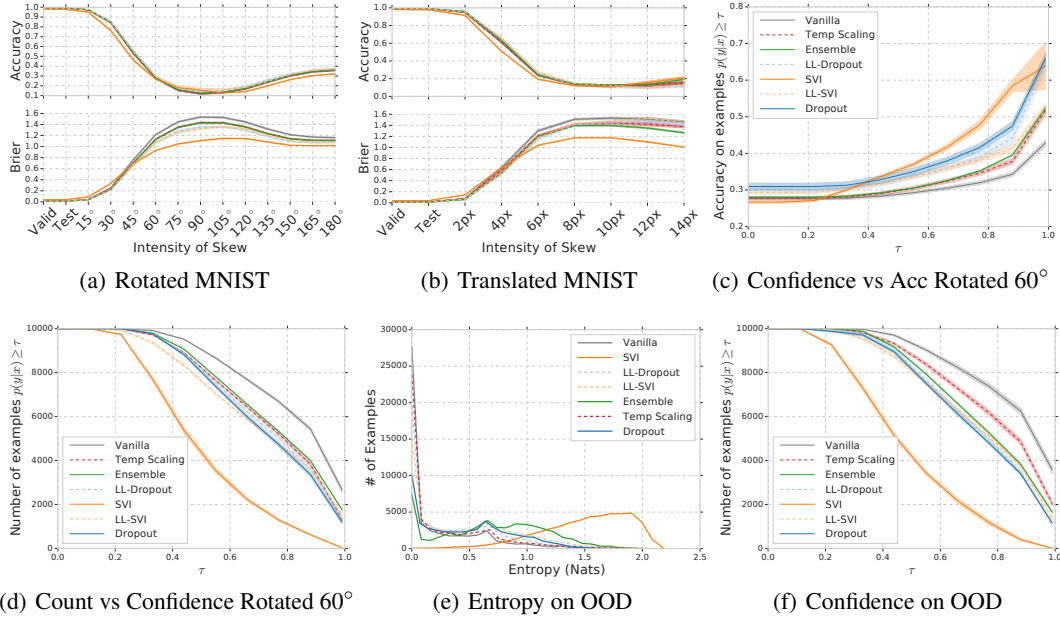 Accuracy
1.0
0.9
0.8
0.7
0.6
0.5
0.4
0.3
0.2
0.1
Brier
1.6
1.4
1.2
1.0
0.8
0.6
0.4
0.2
0.0
Valid Test 15° 30° 45° 60° 75° 90° 105° 120° 135° 150° 165° 180°
Intensity of Skew
(a) Rotated MNIST
Accuracy
1.0
0.9
0.8
0.7
0.6
0.5
0.4
0.3
0.2
0.1
Brier
1.6
1.4
1.2
1.0
0.8
0.6
0.4
0.2
0.0
Valid Test 2px 4px 6px 8px 10px 12px 14px
Intensity of Skew
(b) Translated MNIST
Accuracy on examples p(y|x) ≥ τ
0.8
0.7
0.6
0.5
0.4
0.3
0.2
Vanilla
Temp Scaling
Ensemble
LL-Dropout
SVI
LL-SVI
Dropout
0.0 0.2 0.4 0.6 0.8 1.0
τ
(c) Confidence vs Acc Rotated 60°
Number of examples p(y|x) ≥ τ
10000
8000
6000
4000
2000
0
Vanilla
Temp Scaling
Ensemble
LL-Dropout
SVI
LL-SVI
Dropout
0.0 0.2 0.4 0.6 0.8 1.0
τ
(d) Count vs Confidence Rotated 60°
# of Examples
30000
25000
20000
15000
10000
5000
0
Vanilla
SVI
LL-Dropout
LL-SVI
Ensemble
Temp Scaling
Dropout
0.0 0.5 1.0 1.5 2.0 2.5
Entropy (Nats)
(e) Entropy on OOD
Number of examples p(y|x) ≥ τ
10000
8000
6000
4000
2000
0
Vanilla
Temp Scaling
Ensemble
LL-Dropout
SVI
LL-SVI
Dropout
0.0 0.2 0.4 0.6 0.8 1.0
τ
(f) Confidence on OOD